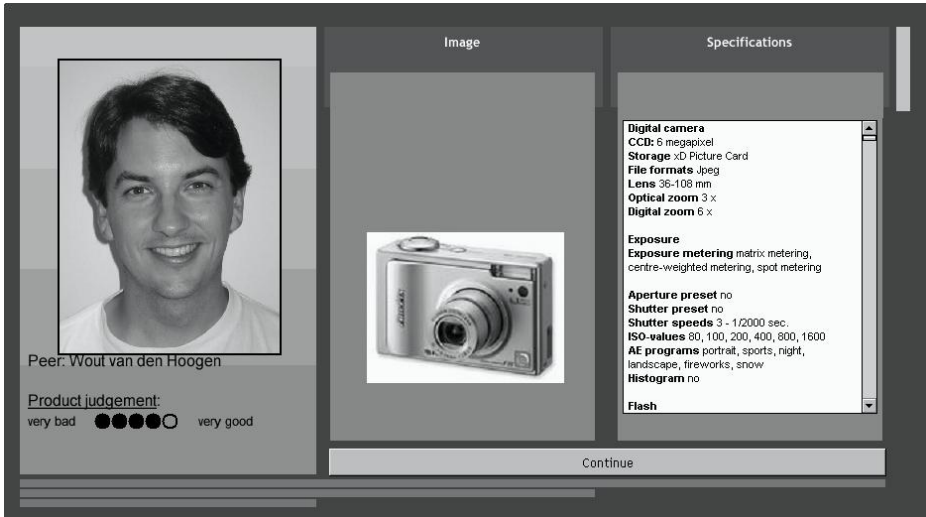 Image
Specifications
Peer: Wout van den Hoogen
Product judgement:
very bad
very good
Digital camera
CCD: 6 megapixel
Storage xD Picture Card
File formats Jpeg
Lens 36-108 mm
Optical zoom 3 x
Digital zoom 6 x
Exposure
Exposure metering matrix metering,
centre-weighted metering, spot metering
Aperture preset no
Shutter preset no
Shutter speeds 3 - 1/2000 sec.
ISO-values 80, 100, 200, 400, 800, 1600
AE programs portrait, sports, night,
landscape, fireworks, snow
Histogram no
Flash
Continue